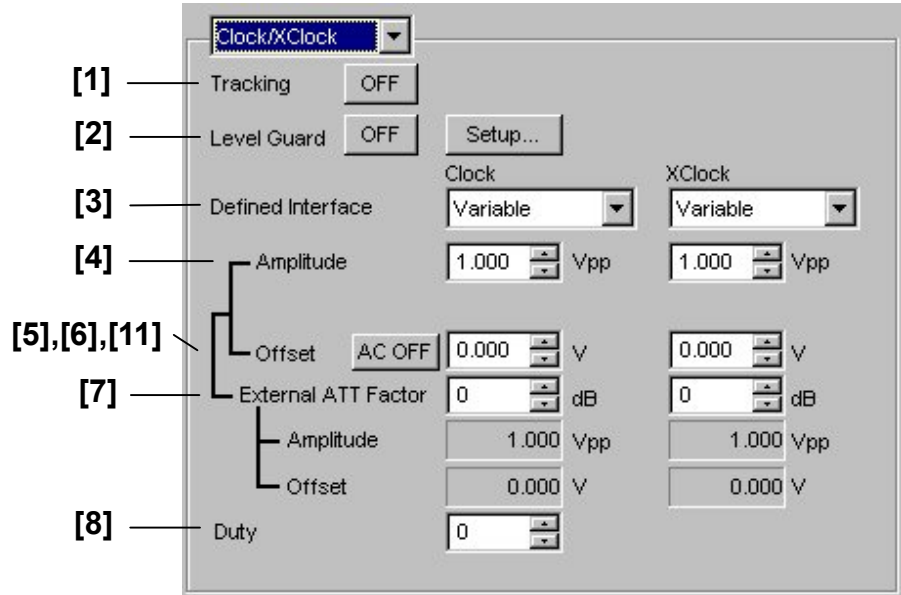 Clock/XClock
[1] Tracking OFF
[2] Level Guard OFF Setup...
Clock XClock
[3] Defined Interface Variable Variable
[4] Amplitude 1.000 Vpp 1.000 Vpp
[5],[6],[11]
Offset AC OFF 0.000 V 0.000 V
[7] External ATT Factor 0 dB 0 dB
Amplitude 1.000 Vpp 1.000 Vpp
Offset 0.000 V 0.000 V
[8] Duty 0